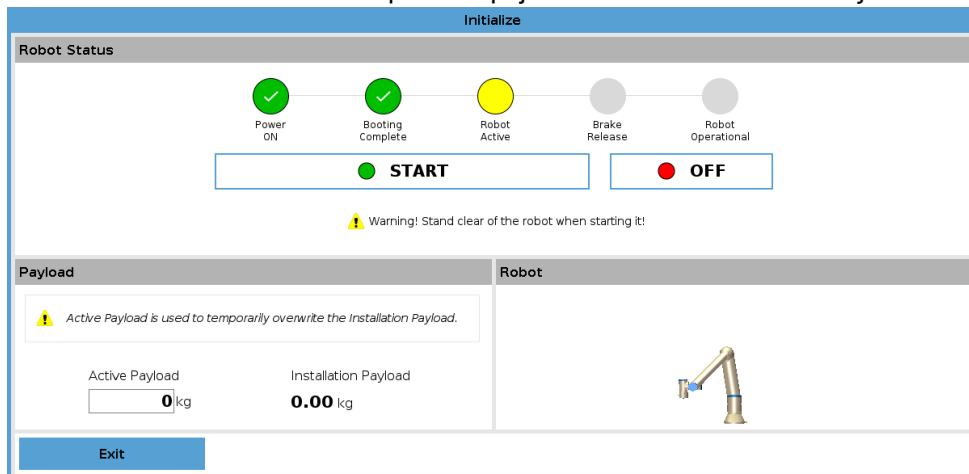 Initialize
Robot Status
Power
ON
Booting
Complete
Robot
Active
Brake
Release
Robot
Operational
START
OFF
Warning! Stand clear of the robot when starting it!
Payload
Robot
Active Payload is used to temporarily overwrite the Installation Payload.
Active Payload
Installation Payload
0 kg
0.00 kg
Exit